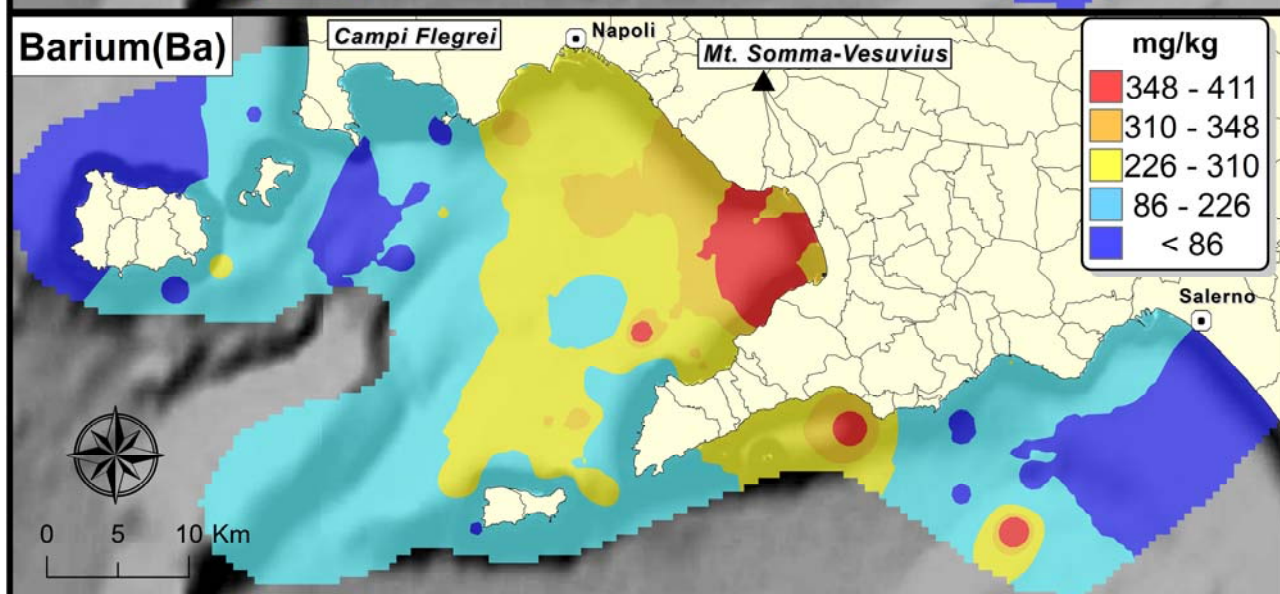 Barium(Ba)
Campi Flegrei
Napoli
Mt. Somma-Vesuvius
mg/kg
348 - 411
310 - 348
226 - 310
86 - 226
< 86
Salerno
0 5 10 Km